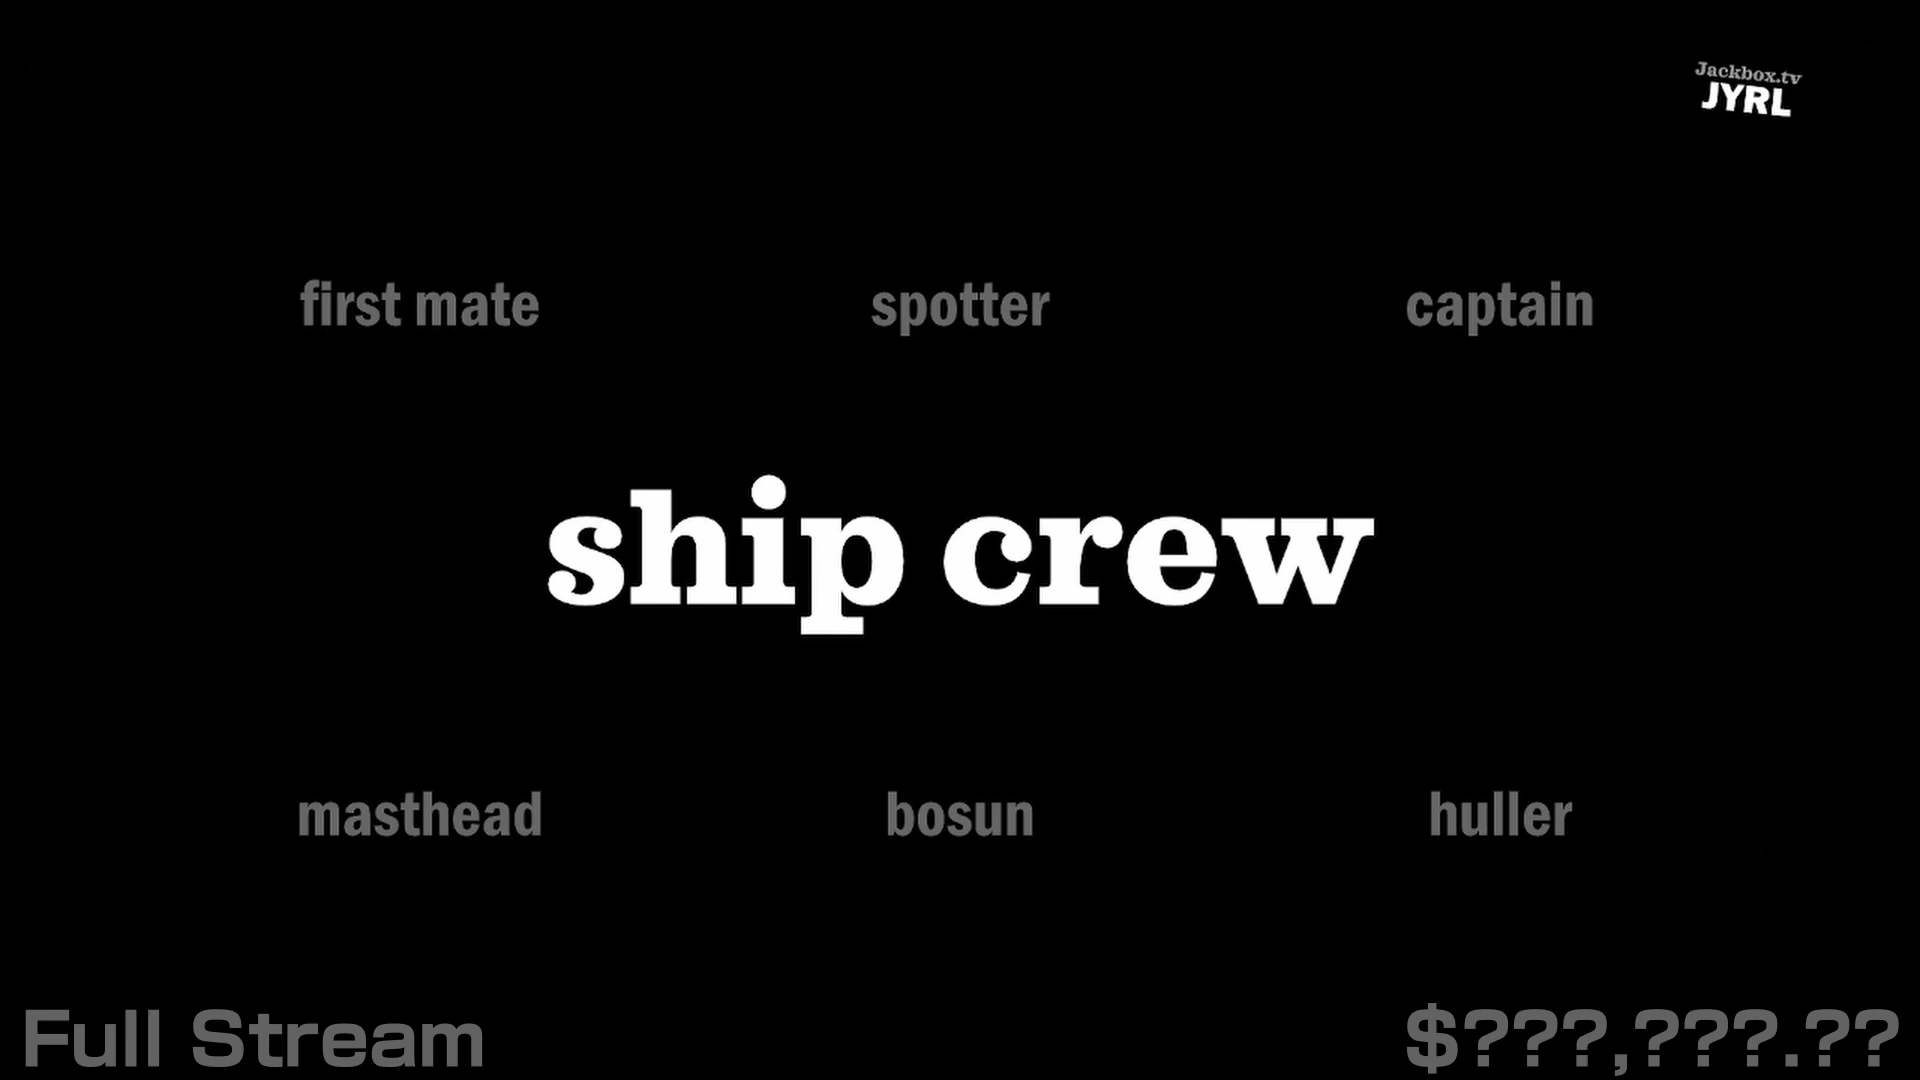 Jackbox.tv
JYRL
first mate
spotter
captain
ship crew
masthead
bosun
huller
Full Stream
$???,???.??